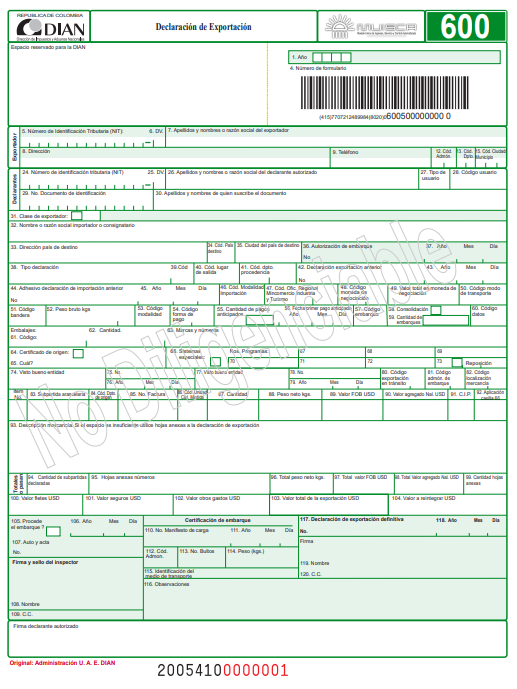 REPUBLICA DE COLOMBIA
DIAN
Dirección de Impuestos y Aduanas Nacionales
Declaración de Exportación
MUISCA
600
Espacio reservado para la DIAN
1. Año
4. Número de formulario
(415)7707212489984(8020)0600500000000 0
Exportador
5. Número de Identificación Tributaria (NIT):
6. DV.
7. Apellidos y nombres o razón social del exportador
8. Dirección
9. Teléfono
12. Cód. Admón.
13. Cód. Dpto.
15. Cód. Ciudad Municipio
Declarantes
24. Número de identificación tributaria (NIT)
25. DV.
26. Apellidos y nombres o razón social del declarante autorizado
27. Tipo de usuario
28. Código usuario
29. No. Documento de identificación
30. Apellidos y nombres de quien suscribe el documento
31. Clase de exportador:
32. Nombre o razón social importador o consignatario
33. Dirección país de destino
34. Cód. País destino
35. Ciudad del país de destino
36. Autorización de embarque
No
37. Año Mes Día
38. Tipo declaración
39.Cód
40. Cód. lugar de salida
41. Cód. dpto. procedencia
42. Declaración exportación anterior
No
43. Año Mes Día
44. Adhesivo declaración de importación anterior
No
45. Año Mes Día
46. Cód. Modalidad importación
47. Cód. Ofic. Regional Mincomercio Industria y Turizmo
48. Código moneda de negociación
49. Valor total en moneda de negociación
50. Código modo de transporte
51. Código bandera
52. Peso bruto kgs
53. Código modalidad
54. Código forma de pago
55. Cantidad de pagos anticipados
56. Fecha primer pago anticipado
Año Mes Día
57. Código embarque
58. Consolidación
59. Cantidad de embarques
60. Código datos
Embalajes
61. Código:
62. Cantidad.
63. Marcas y números
64. Certificado de origen:
65. Cuál?
66. Sistemas especiales:
Nos. Programas:
67
68
69
70
71
72
73
Reposición
74. Visto bueno entidad
75. No.
76. Año Mes Día
77. Visto bueno entidad
78. No.
79. Año Mes Día
80. Código exportación en tránsito
81. Código admón. de embarque
82. Código localización mercancía
Item No.
83. Subpartida arancelaria
84. Cód. Dpto. de origen
85. No. Factura
86. Cód. Unidad Col. Medida
87. Cantidad
88. Peso neto kgs.
89. Valor FOB USD
90. Valor agregado Nal. USD
91. C.I.P.
92. Aplicación casilla 84
93. Descripción mercancía. Si el espacio es insuficiente utilice hojas anexas a la declaración de exportación
Totales o pasen
94. Cantidad de subpartidas declaradas
95. Hojas anexas números
96. Total peso neto kgs.
97. Total valor FOB USD
98. Total Valor Agregado Nal USD
99. Cantidad hojas anexas
100. Valor fletes USD
101. Valor seguros USD
102. Valor otros gastos USD
103. Valor total de la exportación USD
104. Valor a reintegrar USD
105. Procede el embarque ?
106. Año Mes Día
107. Auto y acta
No.
Certificación de embarque
110. No. Manifiesto de carga
111. Año Mes Día
112. Cód. Admon.
113. No. Bultos
114. Peso (kgs.)
115. Identificación del medio de transporte
117. Declaración de exportación definitiva
No.
118. Año Mes Día
Firma
119. Nombre
120. C.C.
Firma y sello del inspector
116. Observaciones
108. Nombre
109. C.C.
Firma declarante autorizado
Original: Administración U. A. E. DIAN
20054100000001
No Diligenciable